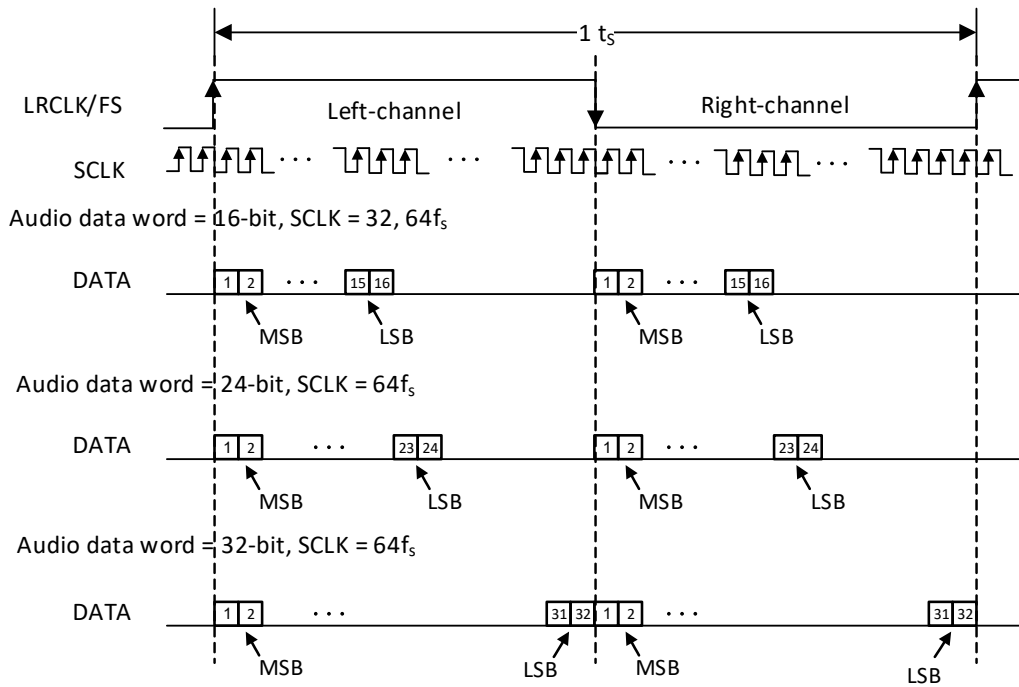 1 tS
LRCLK/FS
Left-channel
Right-channel
SCLK
Audio data word = 16-bit, SCLK = 32, 64fs
DATA
1 2 · · · 15 16 1 2 · · · 15 16
MSB LSB MSB LSB
Audio data word = 24-bit, SCLK = 64fs
DATA
1 2 · · · 23 24 1 2 · · · 23 24
MSB LSB MSB LSB
Audio data word = 32-bit, SCLK = 64fs
DATA
1 2 · · · 31 32 1 2 · · · 31 32
MSB LSB MSB LSB